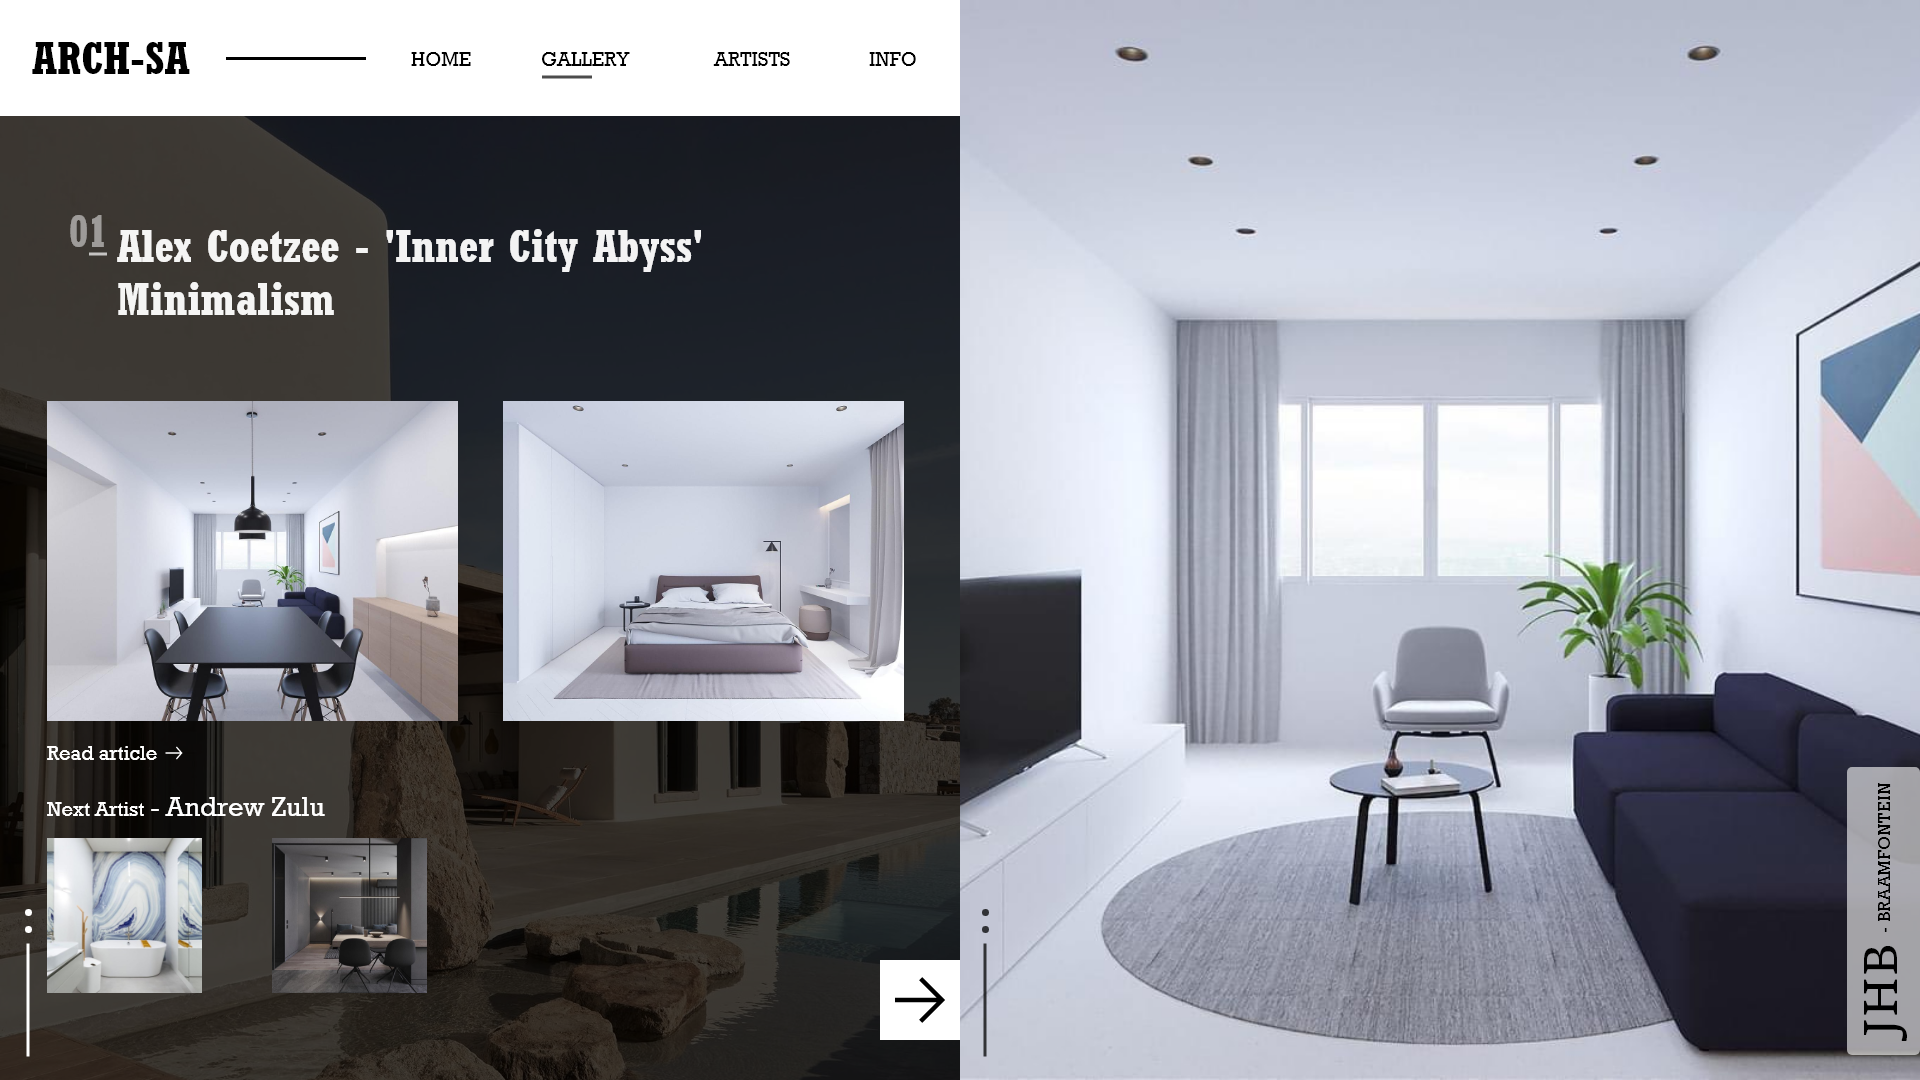 ARCH-SA
HOME
GALLERY
ARTISTS
INFO
01
Alex Coetzee - 'Inner City Abyss'
Minimalism
Read article →
Next Artist - Andrew Zulu
JHB - BRAAMFONTEIN